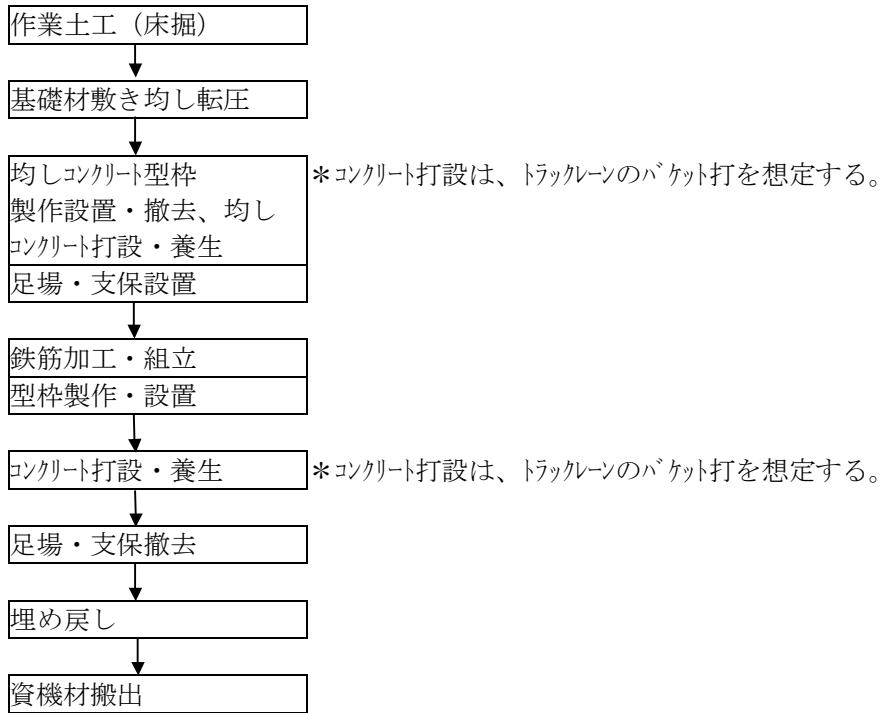 作業土工（床掘）
基礎材敷き均し転圧
均しｺﾝｸﾘｰﾄ型枠
＊ｺﾝｸﾘｰﾄ打設は、ﾄﾗｯｸﾚｰﾝのﾊﾞｹｯﾄ打を想定する。
製作設置・撤去、均し
ｺﾝｸﾘｰﾄ打設・養生
足場・支保設置
鉄筋加工・組立
型枠製作・設置
ｺﾝｸﾘｰﾄ打設・養生
＊ｺﾝｸﾘｰﾄ打設は、ﾄﾗｯｸﾚｰﾝのﾊﾞｹｯﾄ打を想定する。
足場・支保撤去
埋め戻し
資機材搬出